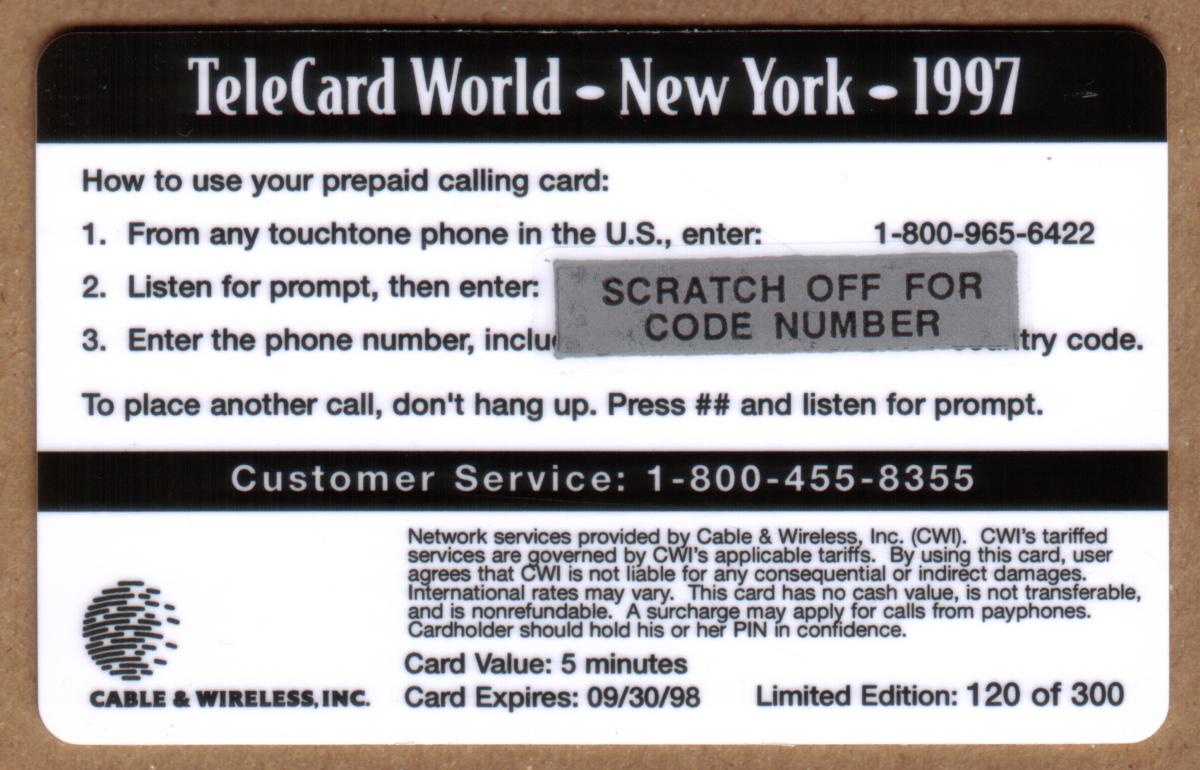 TeleCard World - New York - 1997
How to use your prepaid calling card:
1. From any touchtone phone in the U.S., enter: 1-800-965-6422
2. Listen for prompt, then enter: SCRATCH OFF FOR
CODE NUMBER
3. Enter the phone number, code.
To place another call, don't hang up. Press ## and listen for prompt.
Customer Service: 1-800-455-8355
Network services provided by Cable & Wireless, Inc. (CWI). CWI's tariffed
services are governed by CWI's applicable tariffs. By using this card, user
agrees that CWI is not liable for any consequential or indirect damages.
International rates may vary. This card has no cash value, is not transferable,
and is nonrefundable. A surcharge may apply for calls from payphones.
Cardholder should hold his or her PIN in confidence.
Card Value: 5 minutes
CABLE & WIRELESS, INC.
Card Expires: 09/30/98
Limited Edition: 120 of 300